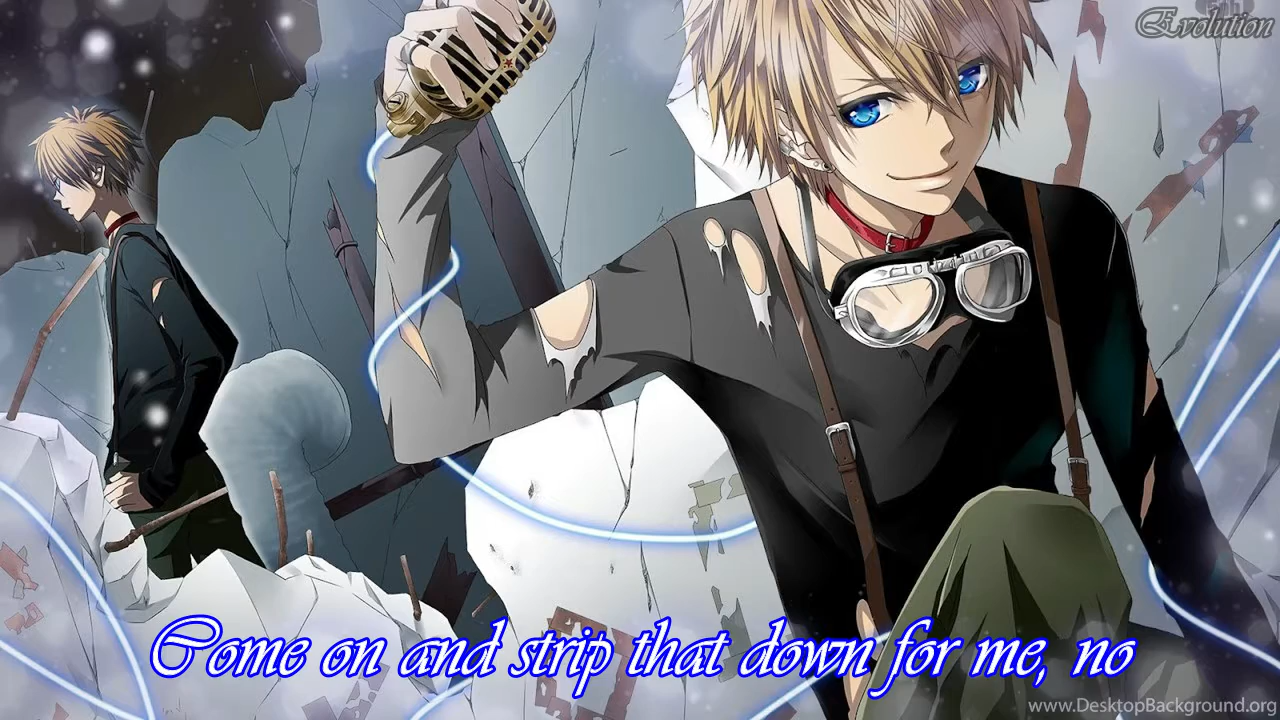 Evolution
Come on and strip that down for me, no
www.DesktopBackground.org